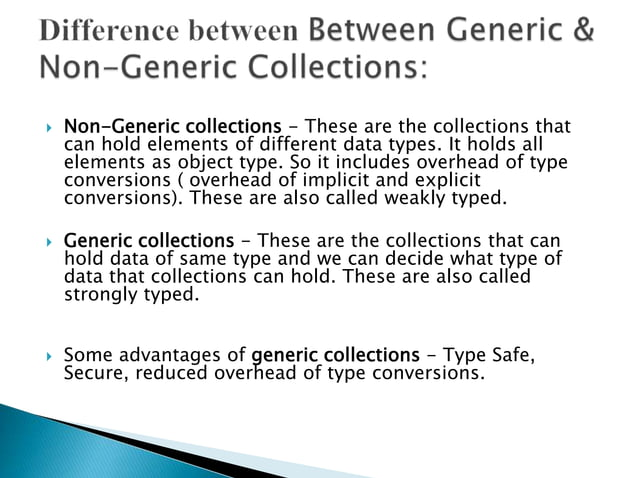 Difference between Between Generic &
Non-Generic Collections:
Non-Generic collections - These are the collections that
can hold elements of different data types. It holds all
elements as object type. So it includes overhead of type
conversions ( overhead of implicit and explicit
conversions). These are also called weakly typed.
Generic collections - These are the collections that can
hold data of same type and we can decide what type of
data that collections can hold. These are also called
strongly typed.
Some advantages of generic collections - Type Safe,
Secure, reduced overhead of type conversions.